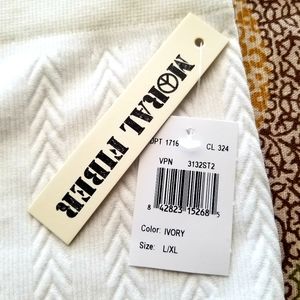 MORAL FIBER
DPT 1716 CL 324
VPN 3132ST2
8 42823 15268 5
Color: IVORY
Size: L/XL